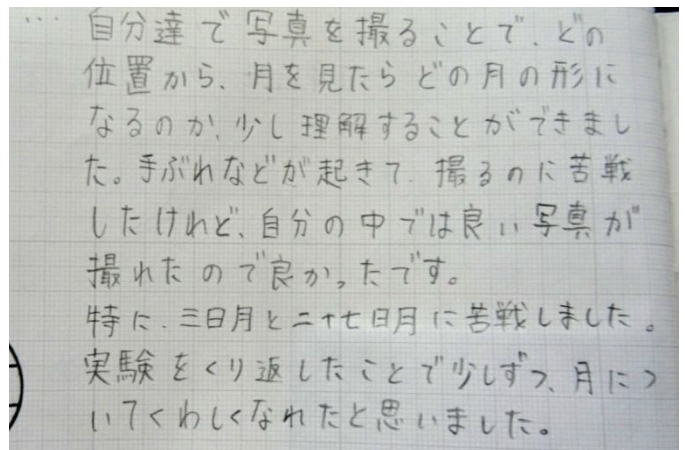 … 自分達で写真を撮ることで、どの
位置から、月を見たらどの月の形に
なるのか、少し理解することができまし
た。手ぶれなどが起きて、撮るのに苦戦
したけれど、自分の中では良い写真が
撮れたので良かったです。
特に、三日月と二十七日月に苦戦しました。
実験をくり返したことで少しずつ、月につ
いてくわしくなれたと思いました。